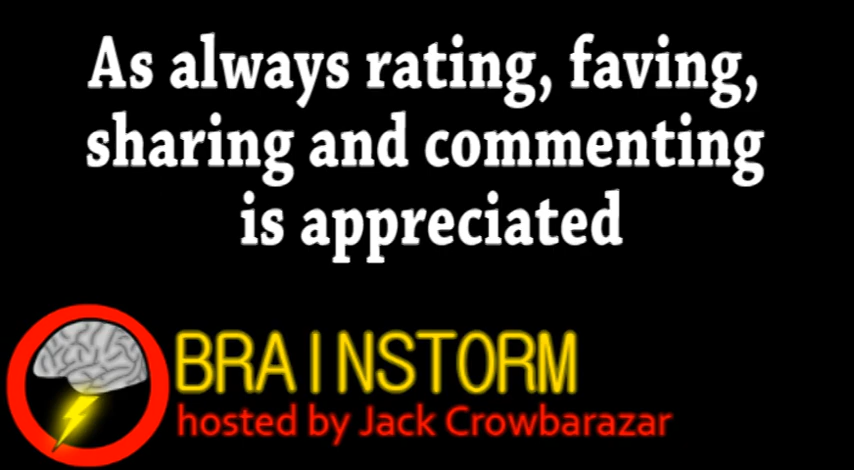 As always rating, faving,
sharing and commenting
is appreciated
BRAINSTORM
hosted by Jack Crowbarazar